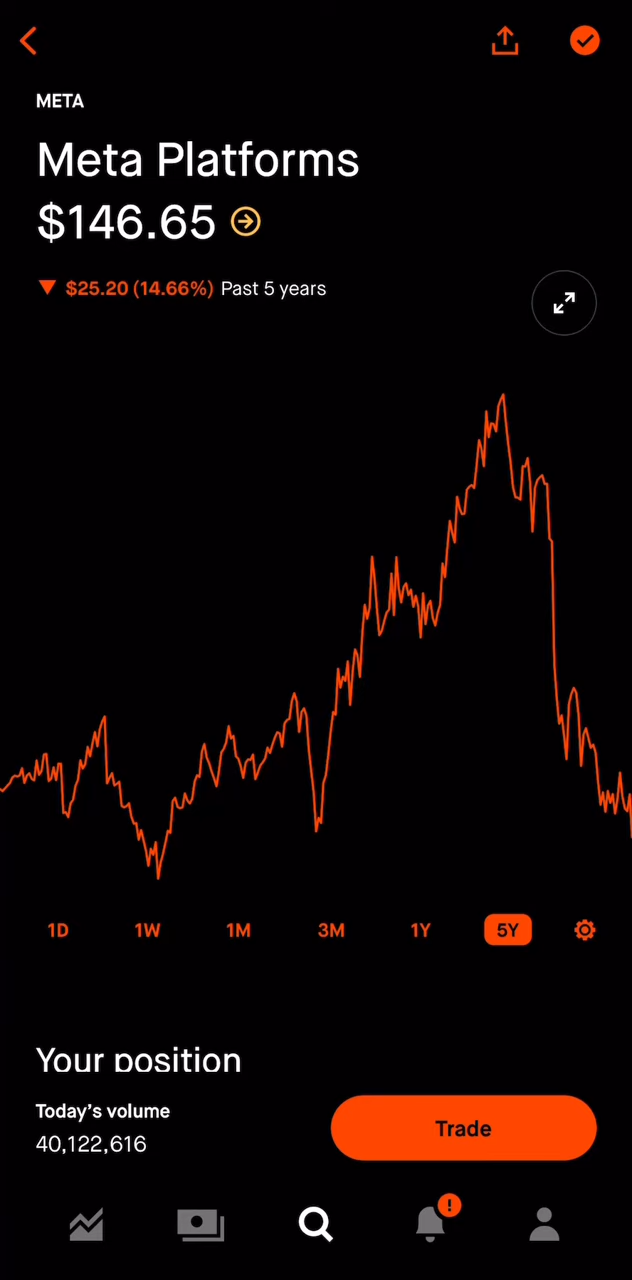 META
Meta Platforms
$146.65
$25.20 (14.66%) Past 5 years
1D 1W 1M 3M 1Y 5Y
Your position
Today's volume
40,122,616
Trade
!